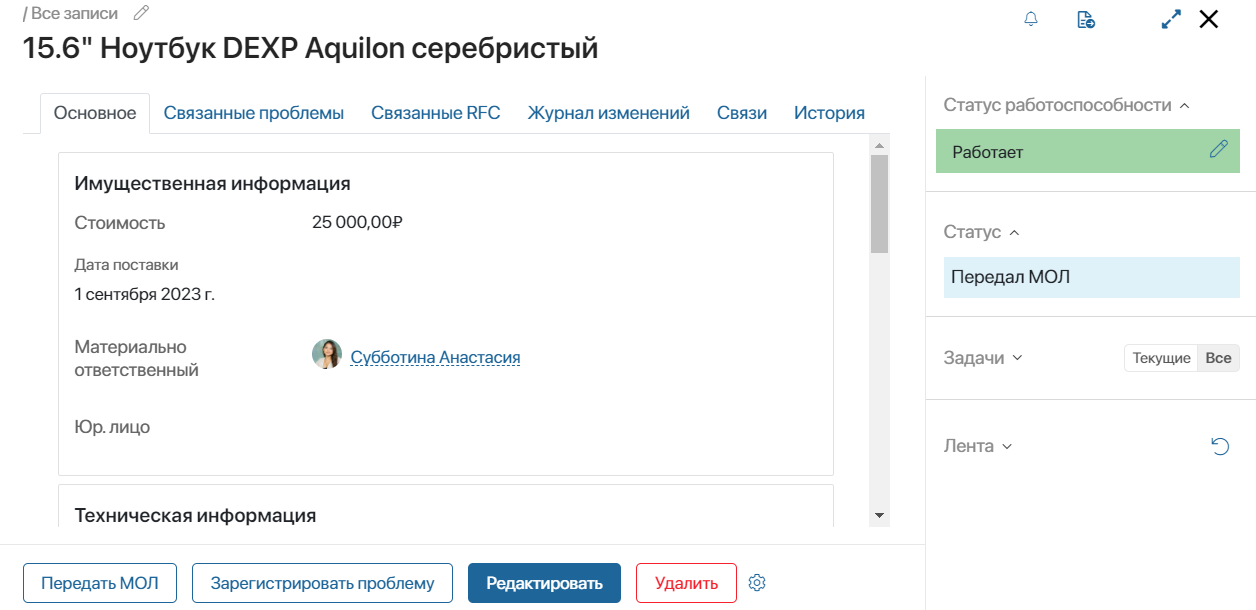 / Все записи
15.6" Ноутбук DEXP Aquilon серебристый
Основное Связанные проблемы Связанные RFC Журнал изменений Связи История
Имущественная информация
Стоимость 25 000,00₽
Дата поставки
1 сентября 2023 г.
Материально
ответственный
Субботина Анастасия
Юр. лицо
Техническая информация
Передать МОЛ Зарегистрировать проблему Редактировать Удалить
Статус работоспособности
Работает
Статус
Передал МОЛ
Задачи Текущие Все
Лента